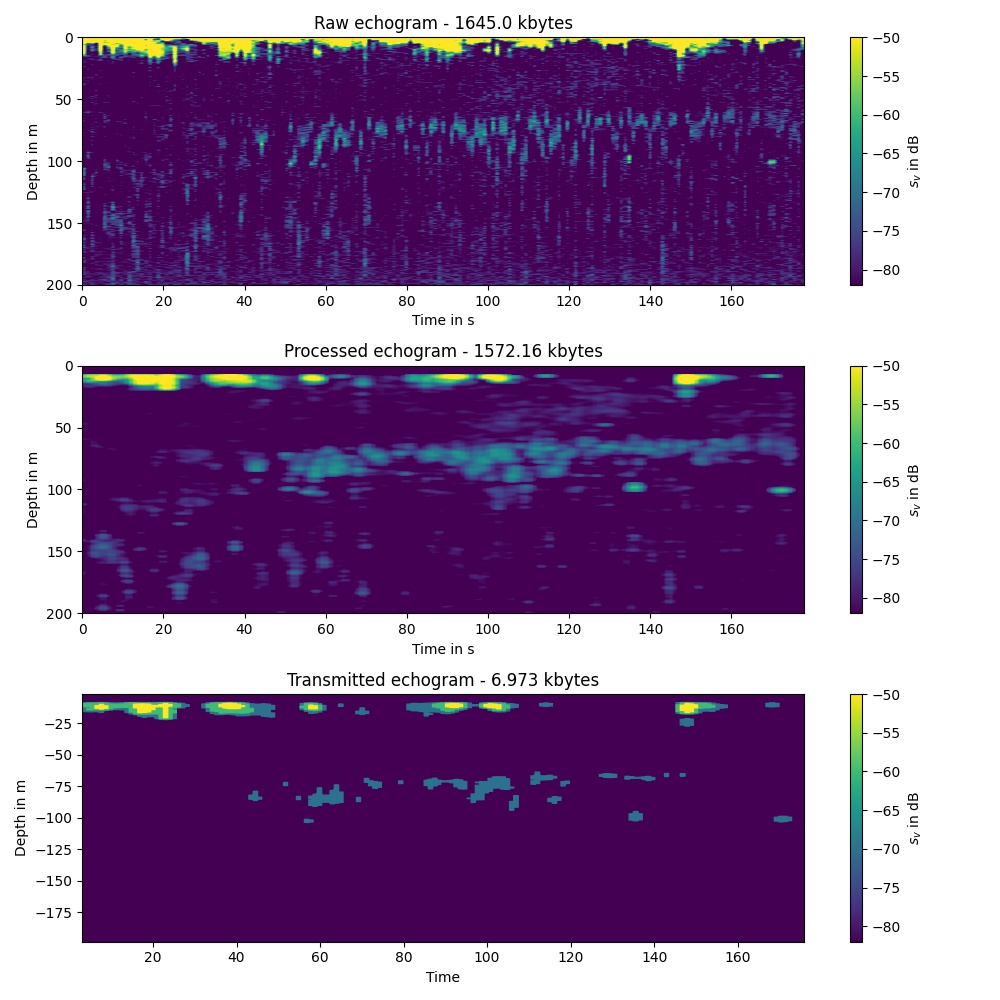 Raw echogram - 1645.0 kbytes
0
50
100
150
200
Depth in m
0 20 40 60 80 100 120 140 160
Time in s
−50
−55
−60
−65
−70
−75
−80
sv in dB
Processed echogram - 1572.16 kbytes
0
50
100
150
200
Depth in m
0 20 40 60 80 100 120 140 160
Time in s
−50
−55
−60
−65
−70
−75
−80
sv in dB
Transmitted echogram - 6.973 kbytes
−25
−50
−75
−100
−125
−150
−175
Depth in m
20 40 60 80 100 120 140 160
Time
−50
−55
−60
−65
−70
−75
−80
sv in dB